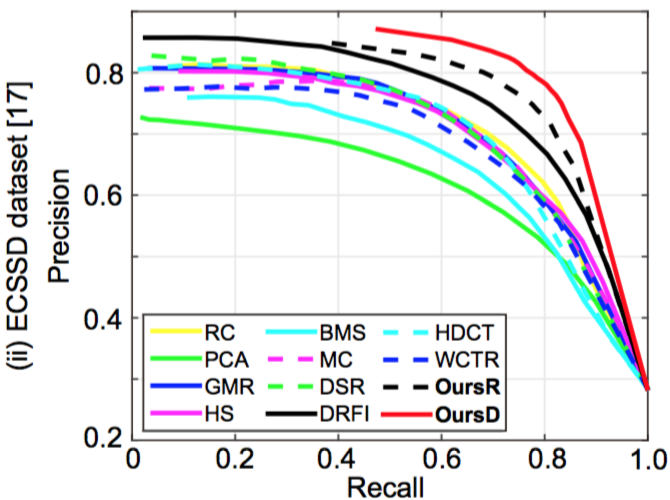 (ii) ECSSD dataset [17]
Precision
0.8
0.6
0.4
0.2
RC BMS HDCT
PCA MC WCTR
GMR DSR OursR
HS DRFI OursD
0 0.2 0.4 0.6 0.8 1.0
Recall